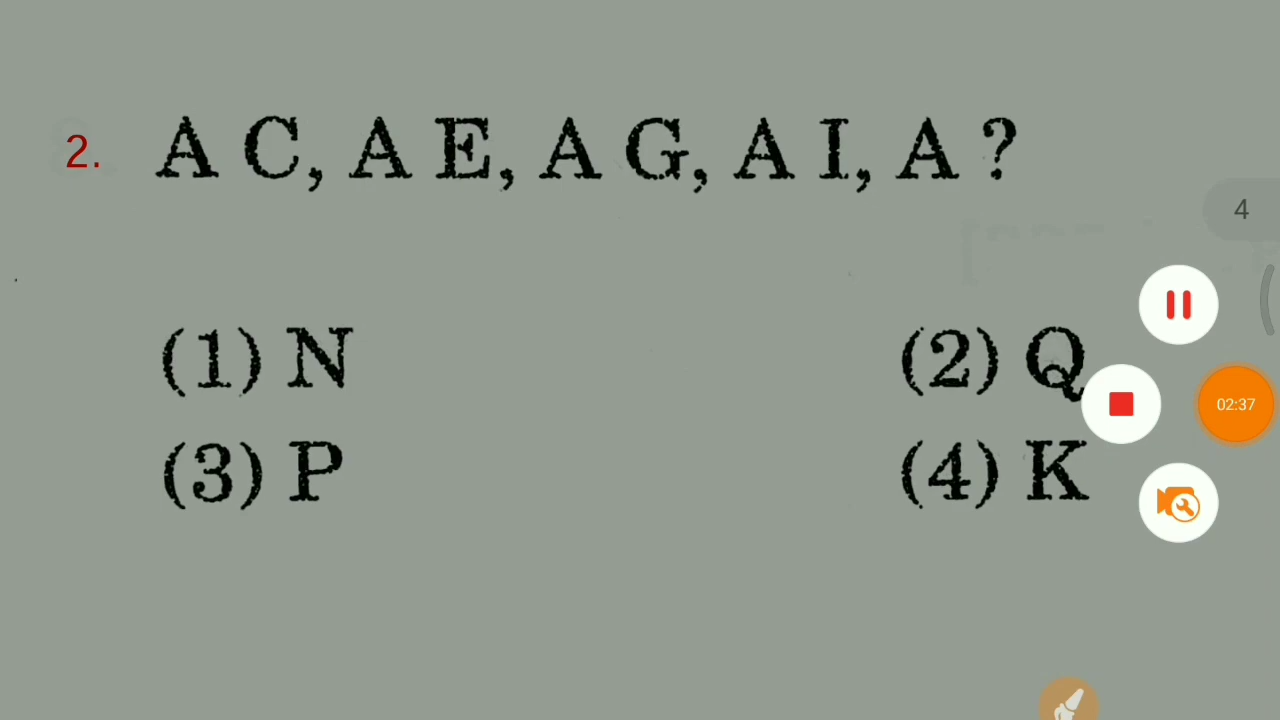 2. A C, A E, A G, A I, A ?
4
(1) N (2) Q
02:37
(3) P (4) K